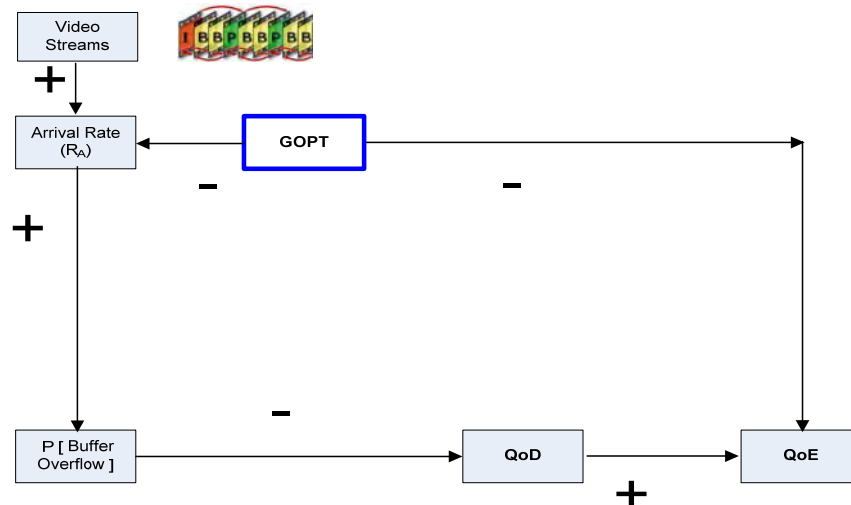 Video
Streams
I B B P B B P B B
+
Arrival Rate
(RA)
GOPT
-
-
+
-
P [ Buffer
Overflow ]
QoD
QoE
+